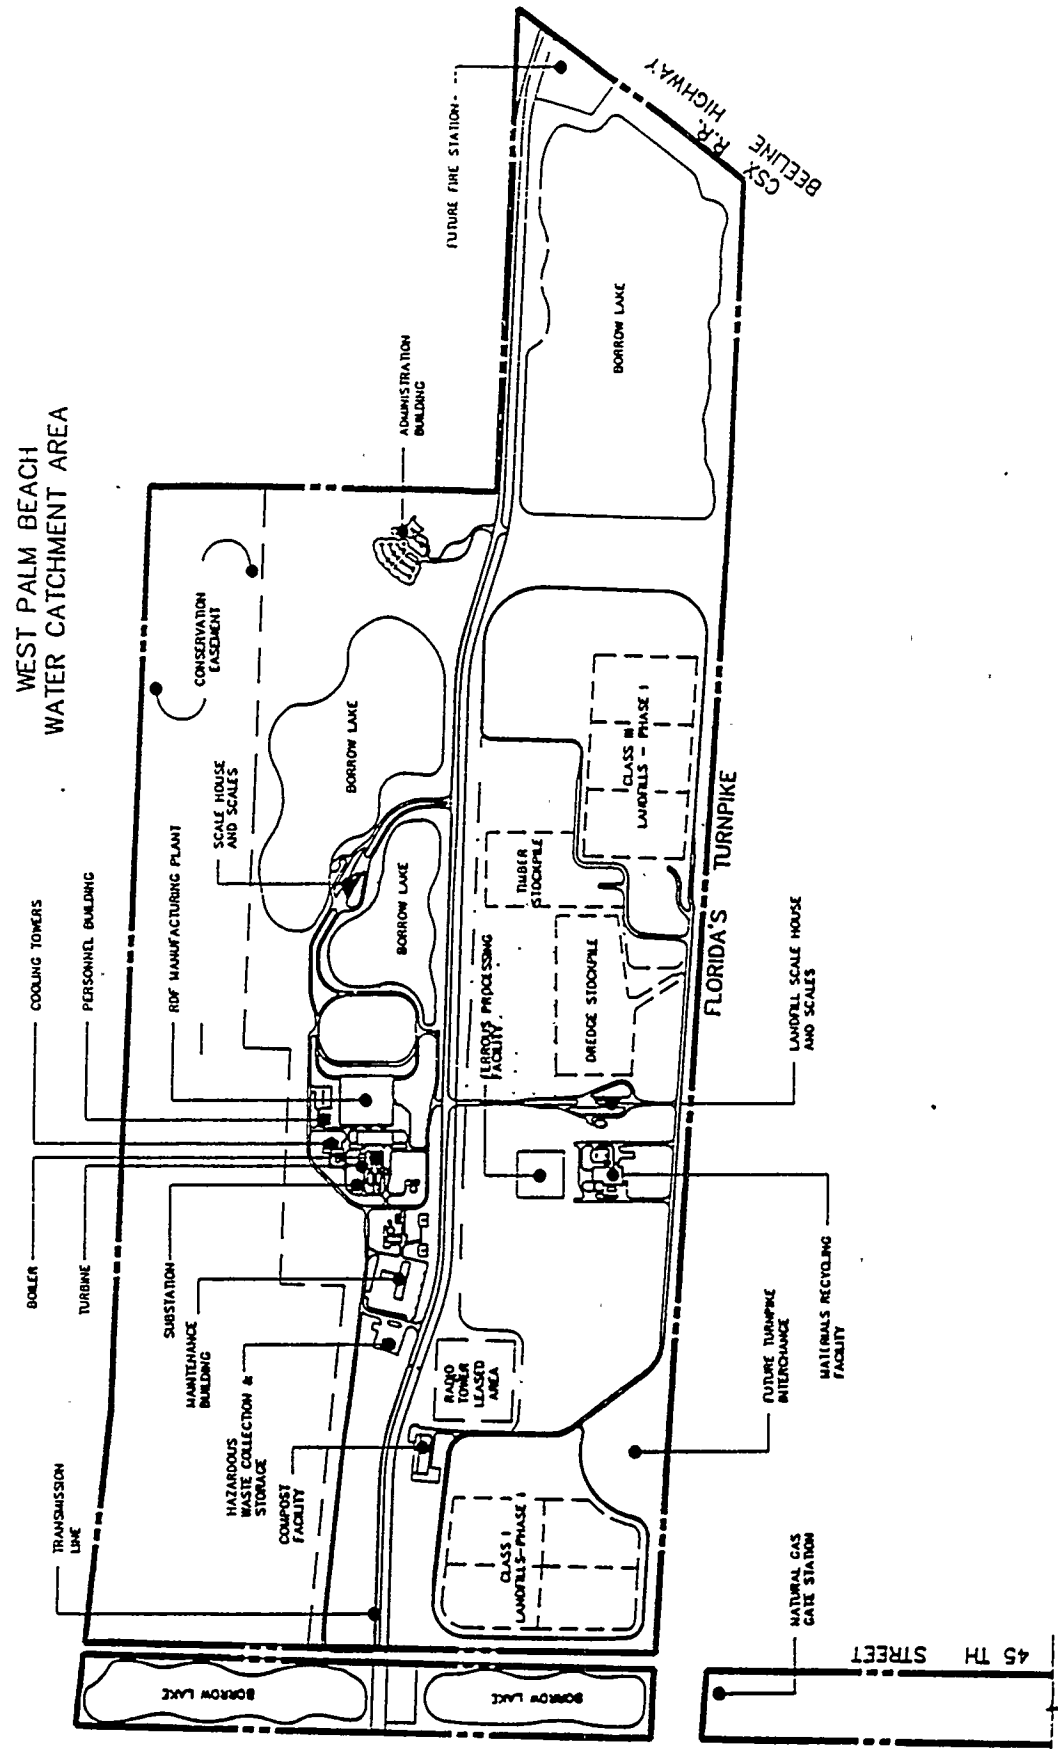 WEST PALM BEACH
WATER CATCHMENT AREA
COOLING TOWERS
PERSONNEL BUILDING
RDF MANUFACTURING PLANT
SCALE HOUSE
AND SCALES
CONSERVATION
EASEMENT
BORROW LAKE
ADMINISTRATION
BUILDING
FUTURE FIRE STATION
BEELINE HIGHWAY
CSX R.R.
BORROW LAKE
BORROW LAKE
BOILER
TURBINE
SUBSTATION
MAINTENANCE
BUILDING
HAZARDOUS
WASTE COLLECTION &
STORAGE
COMPOST
FACILITY
TRANSMISSION
LINE
FERROUS PROCESSING
FACILITY
TIMBER
STOCKPILE
DREDGE STOCKPILE
CLASS III
LANDFILLS - PHASE I
RADIO
TOWER
LEASED
AREA
CLASS I
LANDFILLS-PHASE I
FLORIDA'S TURNPIKE
LANDFILL SCALE HOUSE
AND SCALES
MATERIALS RECYCLING
FACILITY
FUTURE TURNPIKE
INTERCHANGE
NATURAL GAS
GATE STATION
BORROW LAKE
BORROW LAKE
45 TH STREET